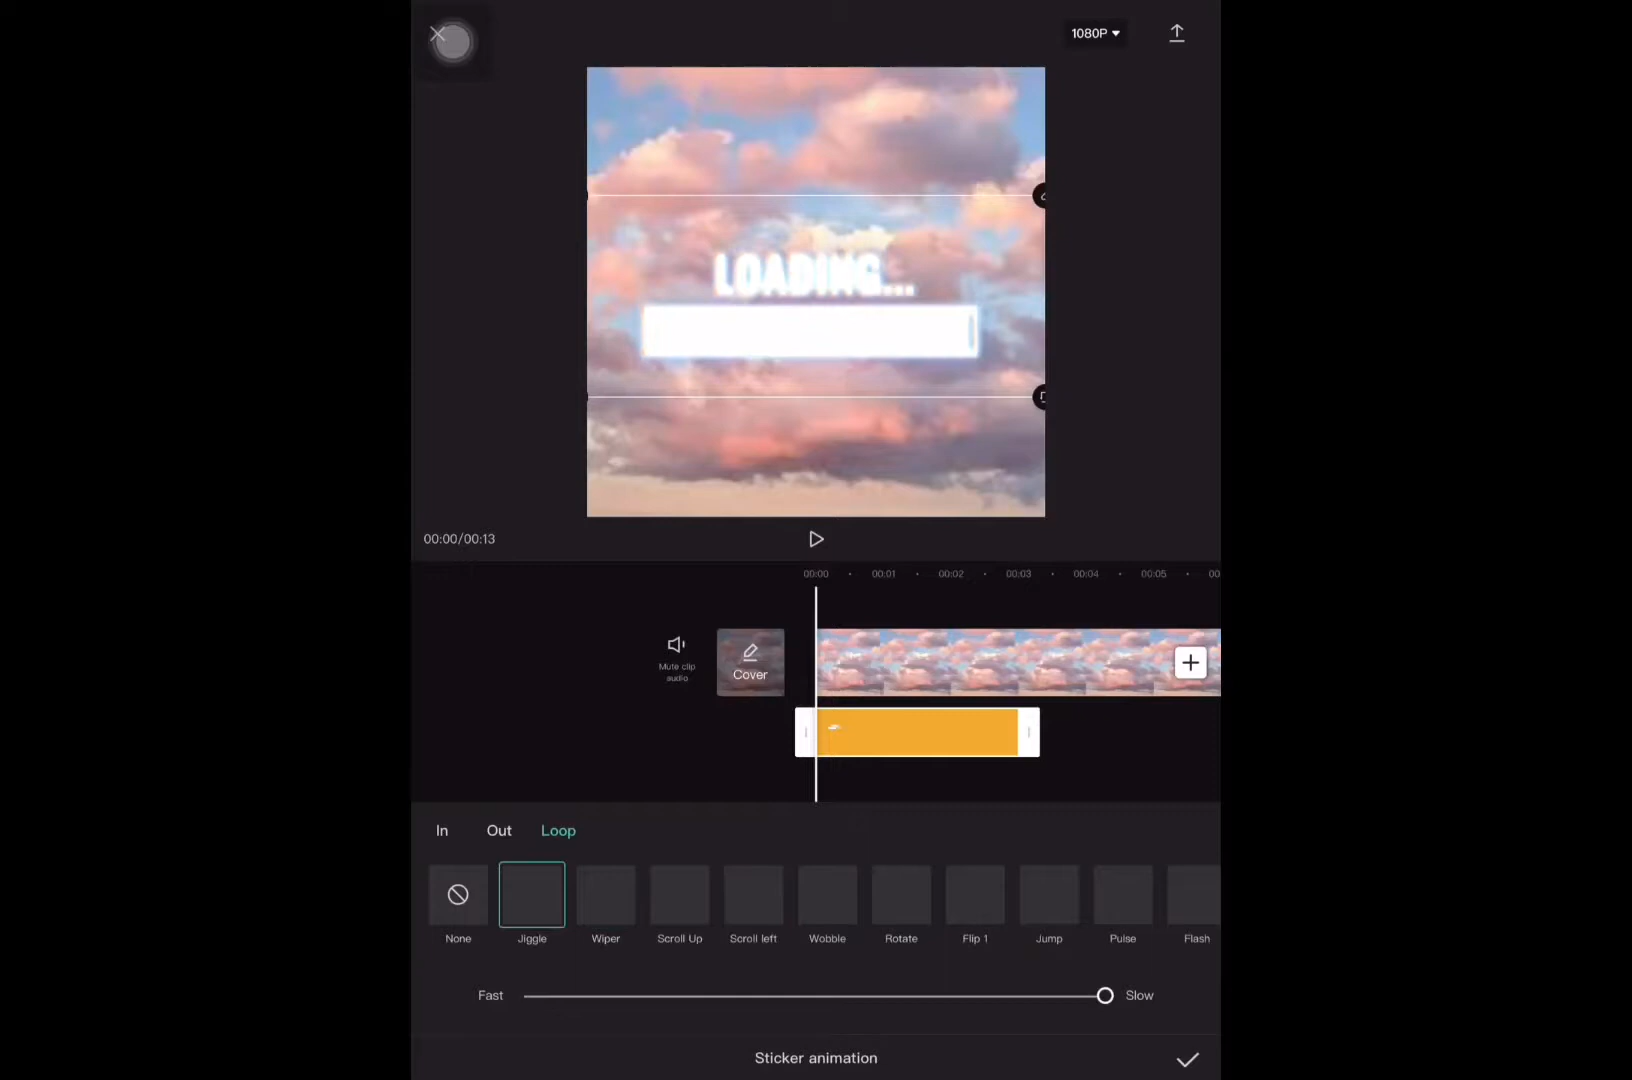 1080P
LOADING...
00:00/00:13
00:00 00:01 00:02 00:03 00:04 00:05 00
Mute clip
audio
Cover
In Out Loop
None Jiggle Wiper Scroll Up Scroll left Wobble Rotate Flip 1 Jump Pulse Flash
Fast Slow
Sticker animation